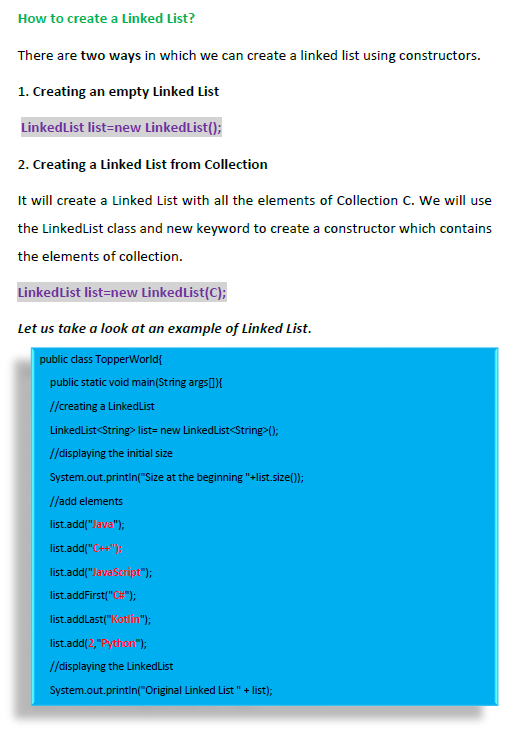 How to create a Linked List?
There are two ways in which we can create a linked list using constructors.
1. Creating an empty Linked List
LinkedList list=new LinkedList();
2. Creating a Linked List from Collection
It will create a Linked List with all the elements of Collection C. We will use
the LinkedList class and new keyword to create a constructor which contains
the elements of collection.
LinkedList list=new LinkedList(C);
Let us take a look at an example of Linked List.
public class TopperWorld{
public static void main(String args[]){
//creating a LinkedList
LinkedList<String> list= new LinkedList<String>();
//displaying the initial size
System.out.println("Size at the beginning "+list.size());
//add elements
list.add("Java");
list.add("C++");
list.add("JavaScript");
list.addFirst("C#");
list.addLast("Kotlin");
list.add(2,"Python");
//displaying the LinkedList
System.out.println("Original Linked List " + list);